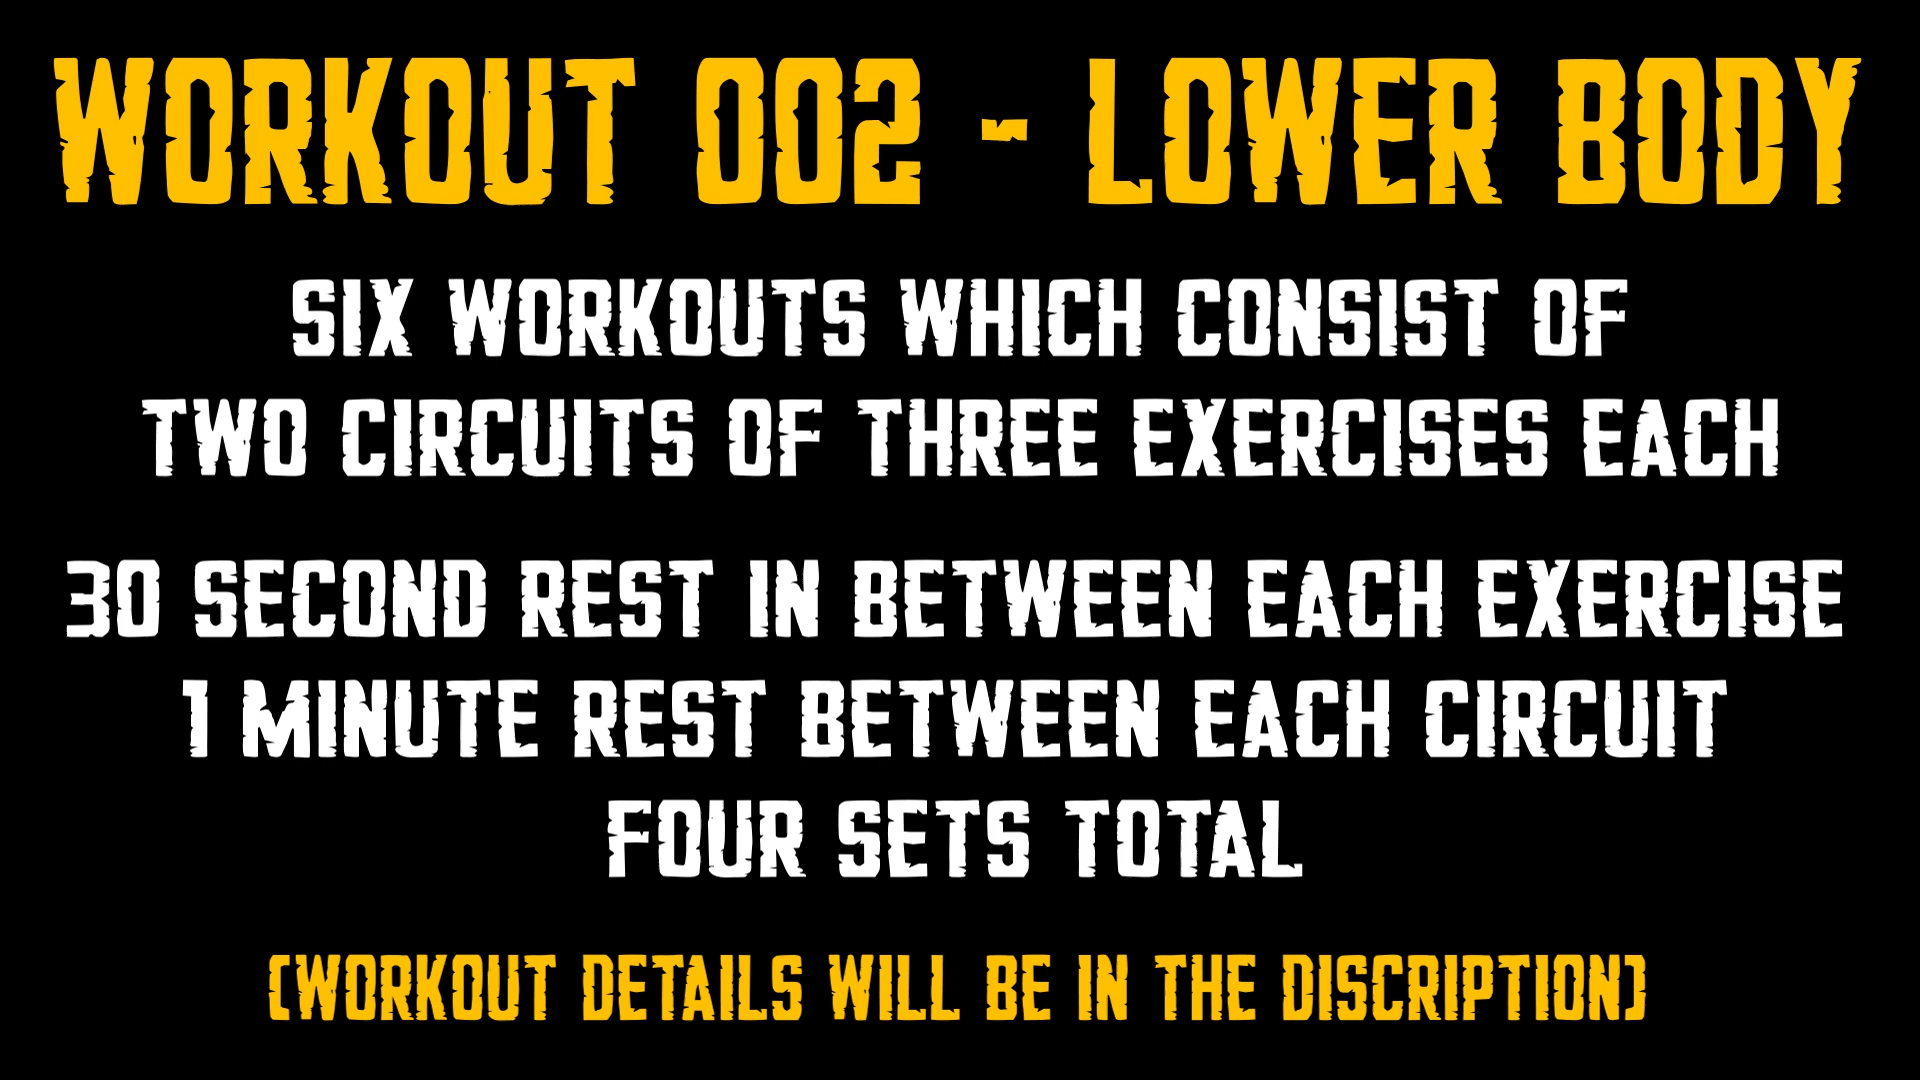 WORKOUT 002 - LOWER BODY
SIX WORKOUTS WHICH CONSIST OF
TWO CIRCUITS OF THREE EXERCISES EACH
30 SECOND REST IN BETWEEN EACH EXERCISE
1 MINUTE REST BETWEEN EACH CIRCUIT
FOUR SETS TOTAL
(WORKOUT DETAILS WILL BE IN THE DISCRIPTION)